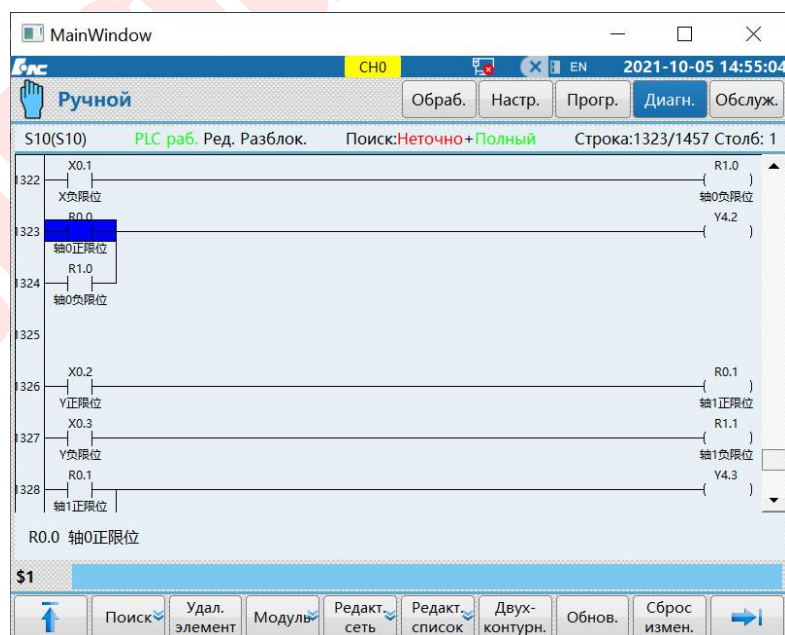 MainWindow
CH0 EN 2021-10-05 14:55:04
Ручной Обраб. Настр. Прогр. Диагн. Обслуж.
S10(S10) PLC раб. Ред. Разблок. Поиск:Неточно+Полный Строка:1323/1457 Столб: 1
X0.1 R1.0
1322 ( )
X负限位 轴0负限位
R0.0 Y4.2
1323 ( )
轴0正限位
R1.0
1324
轴0负限位
1325
X0.2 R0.1
1326 ( )
Y正限位 轴1正限位
X0.3 R1.1
1327 ( )
Y负限位 轴1负限位
R0.1 Y4.3
1328 ( )
轴1正限位
R0.0 轴0正限位
$1
Поиск Удал. элемент Модуль Редакт. сеть Редакт. список Двух- контурн. Обнов. Сброс измен.